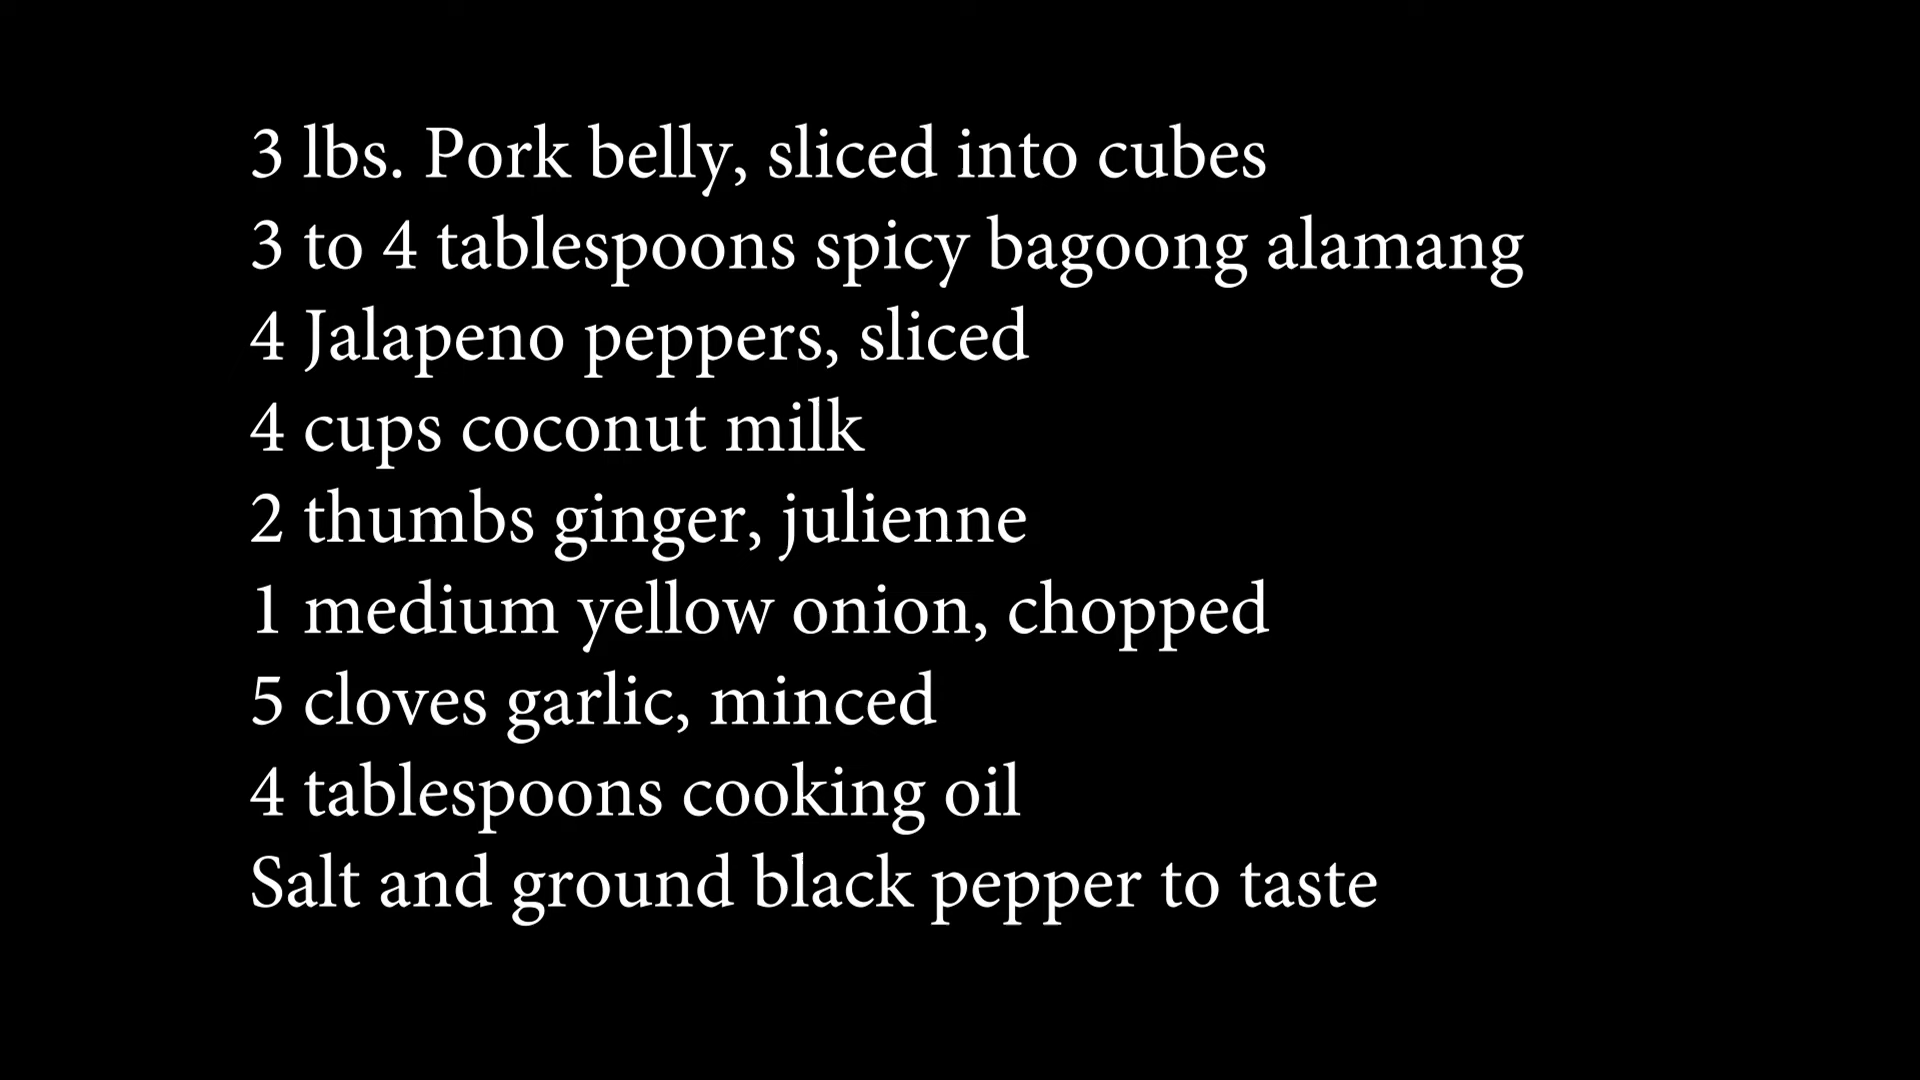 3 lbs. Pork belly, sliced into cubes
3 to 4 tablespoons spicy bagoong alamang
4 Jalapeno peppers, sliced
4 cups coconut milk
2 thumbs ginger, julienne
1 medium yellow onion, chopped
5 cloves garlic, minced
4 tablespoons cooking oil
Salt and ground black pepper to taste